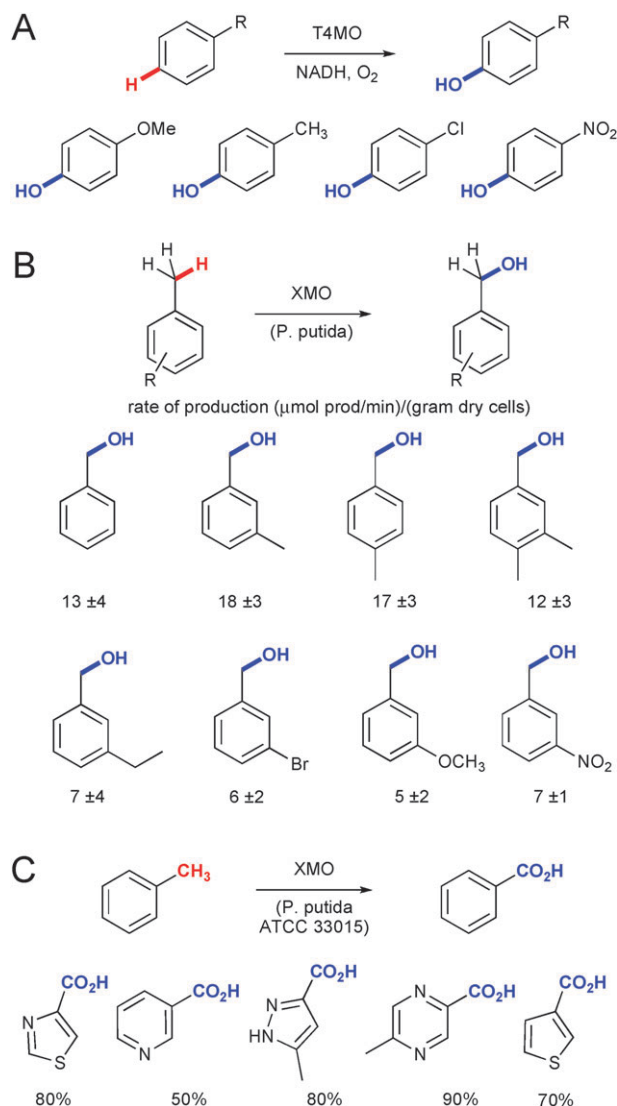 A
H
R
T4MO
NADH, O2
HO
R
HO
OMe
HO
CH3
HO
Cl
HO
NO2
B
H
H
H
R
XMO
(P. putida)
H
H
OH
R
rate of production (μmol prod/min)/(gram dry cells)
OH
OH
OH
OH
13 ±4
18 ±3
17 ±3
12 ±3
OH
OH
Br
OH
OCH3
OH
NO2
7 ±4
6 ±2
5 ±2
7 ±1
C
CH3
XMO
(P. putida
ATCC 33015)
CO2H
CO2H
N
S
CO2H
N
CO2H
N
HN
CO2H
N
N
CO2H
S
80%
50%
80%
90%
70%